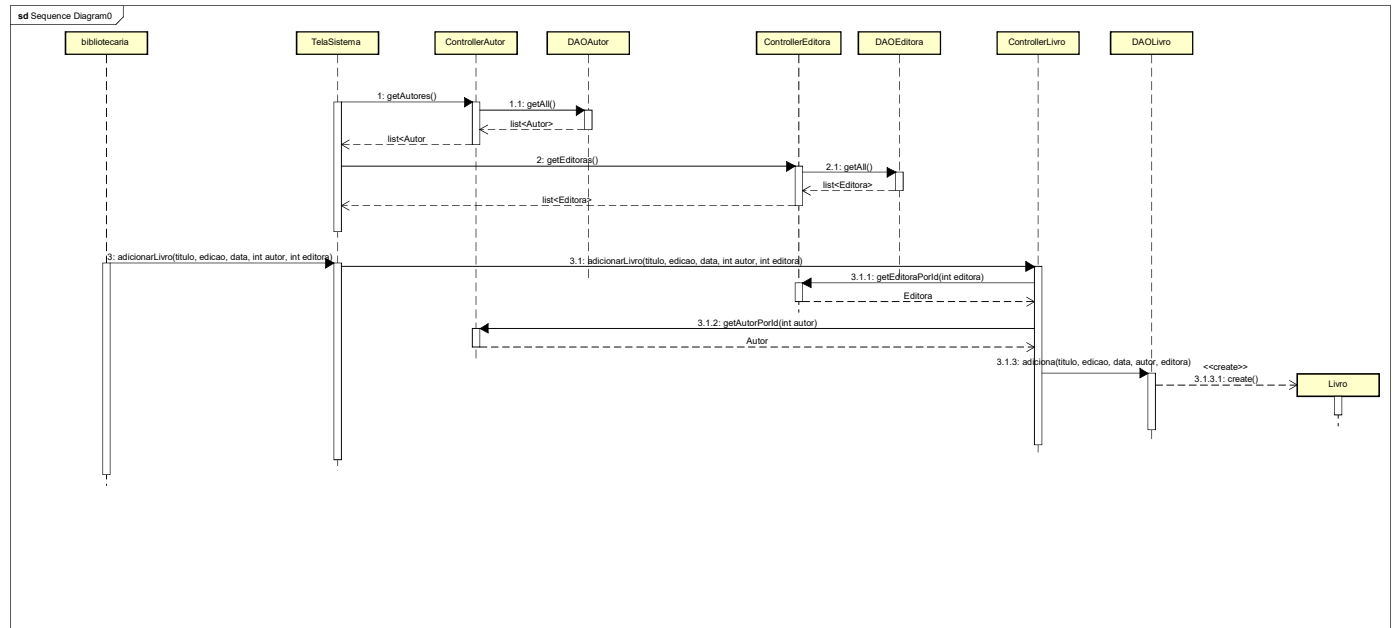 sd Sequence Diagram0
bibliotecaria
TelaSistema
ControllerAutor
DAOAutor
ControllerEditora
DAOEditora
ControllerLivro
DAOLivro
1: getAutores()
1.1: getAll()
list<Autor>
list<Autor
2: getEditoras()
2.1: getAll()
list<Editora>
list<Editora>
3: adicionarLivro(titulo, edicao, data, int autor, int editora)
3.1: adicionarLivro(titulo, edicao, data, int autor, int editora)
3.1.1: getEditoraPorId(int editora)
Editora
3.1.2: getAutorPorId(int autor)
Autor
3.1.3: adiciona(titulo, edicao, data, autor, editora)
<<create>>
3.1.3.1: create()
Livro